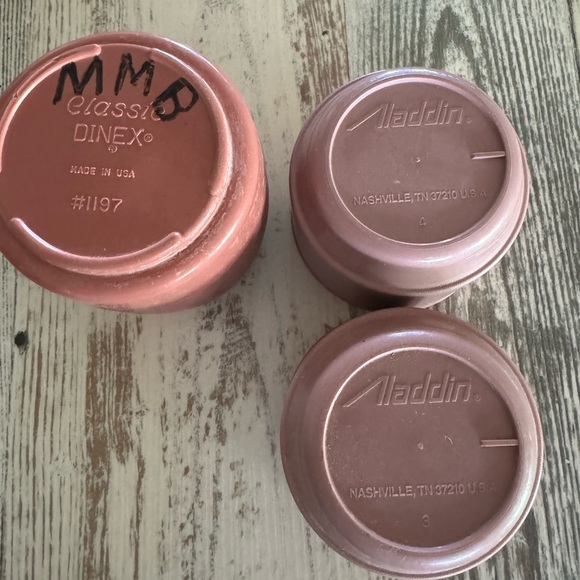 MMB
Classic
DINEX®
®
MADE IN USA
#1197
Aladdin®
NASHVILLE, TN 37210 U.S.A
4
Aladdin®
NASHVILLE, TN 37210 U.S.A
3